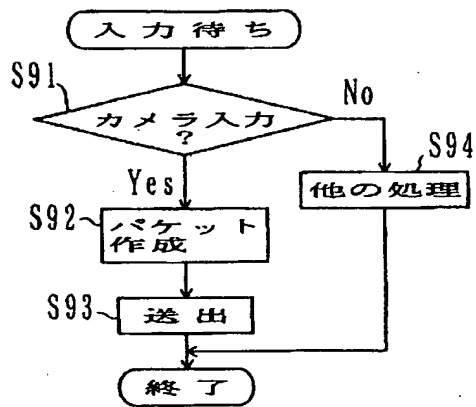 入力待ち
S91
カメラ入力
?
No
Yes
S94
他の処理
S92
パケット
作成
S93
送出
終了